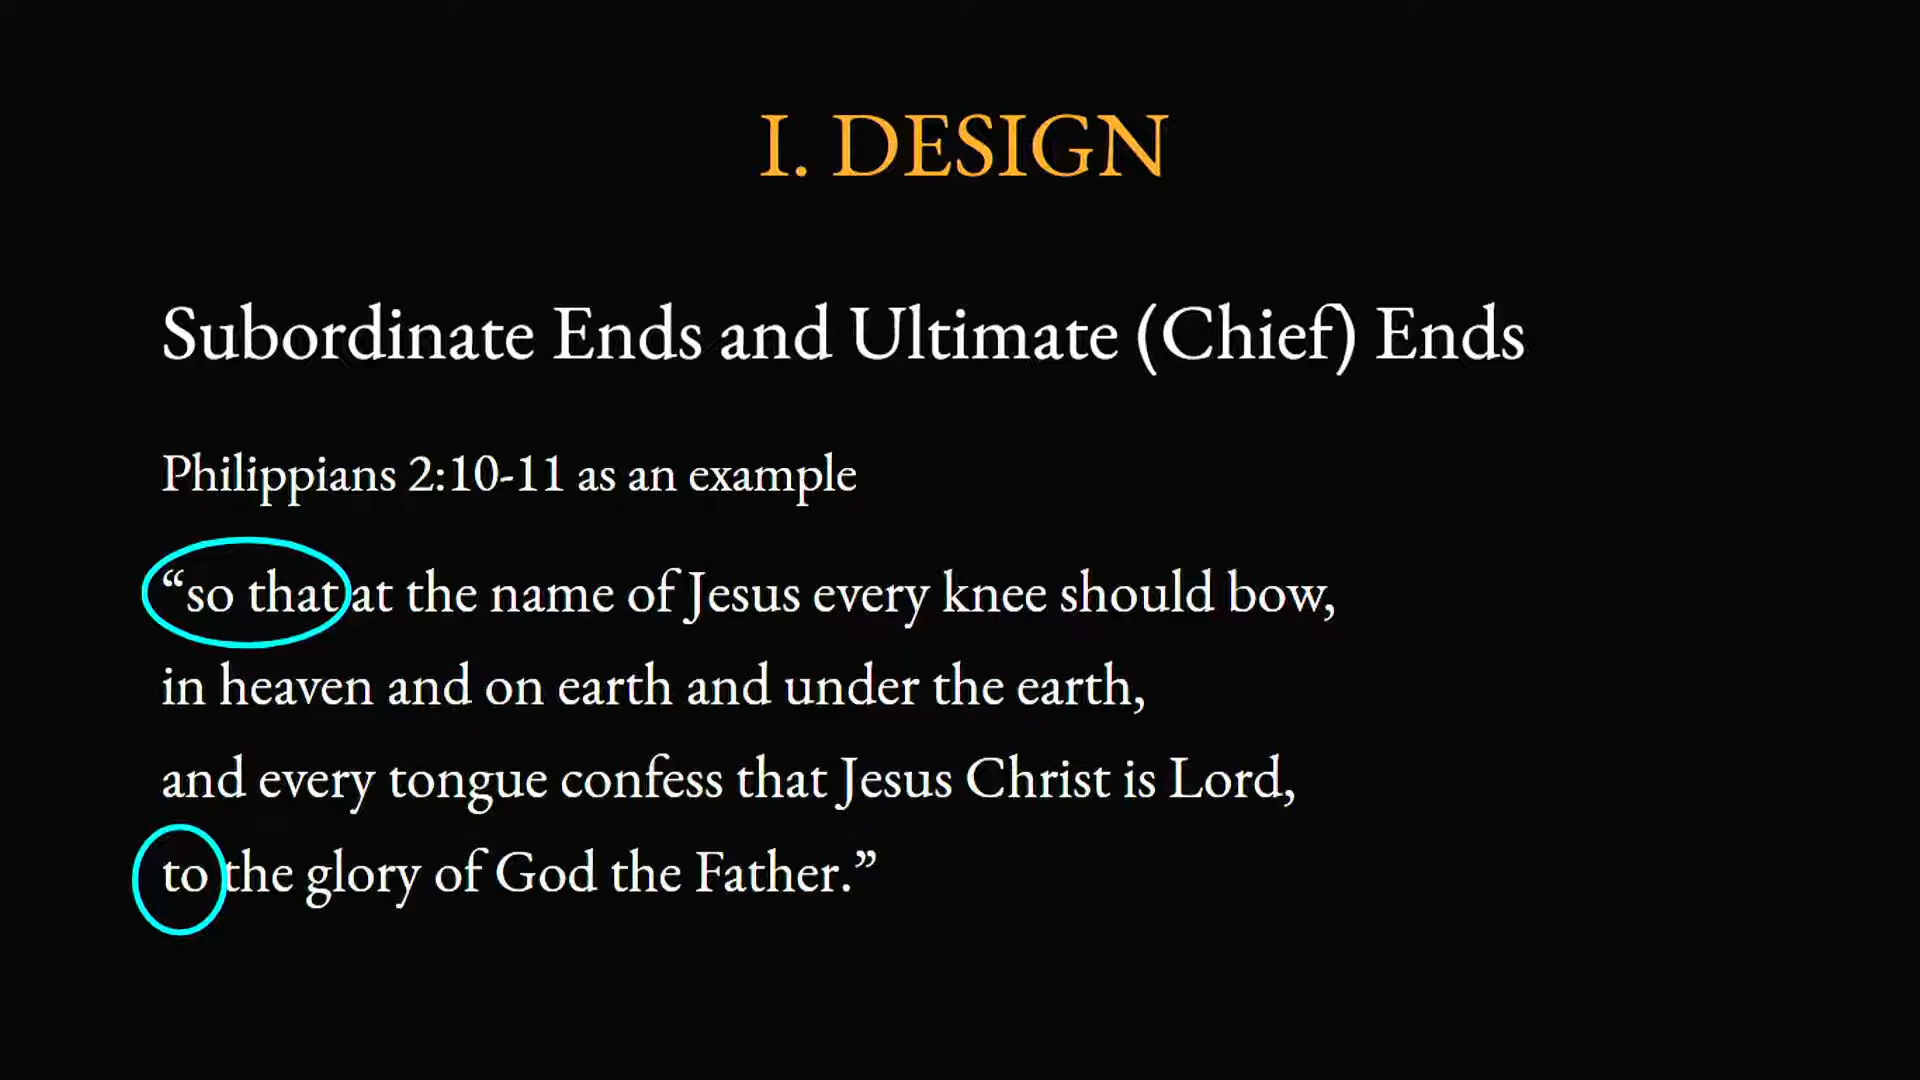 I. DESIGN
Subordinate Ends and Ultimate (Chief) Ends
Philippians 2:10-11 as an example
“so that at the name of Jesus every knee should bow,
in heaven and on earth and under the earth,
and every tongue confess that Jesus Christ is Lord,
to the glory of God the Father.”